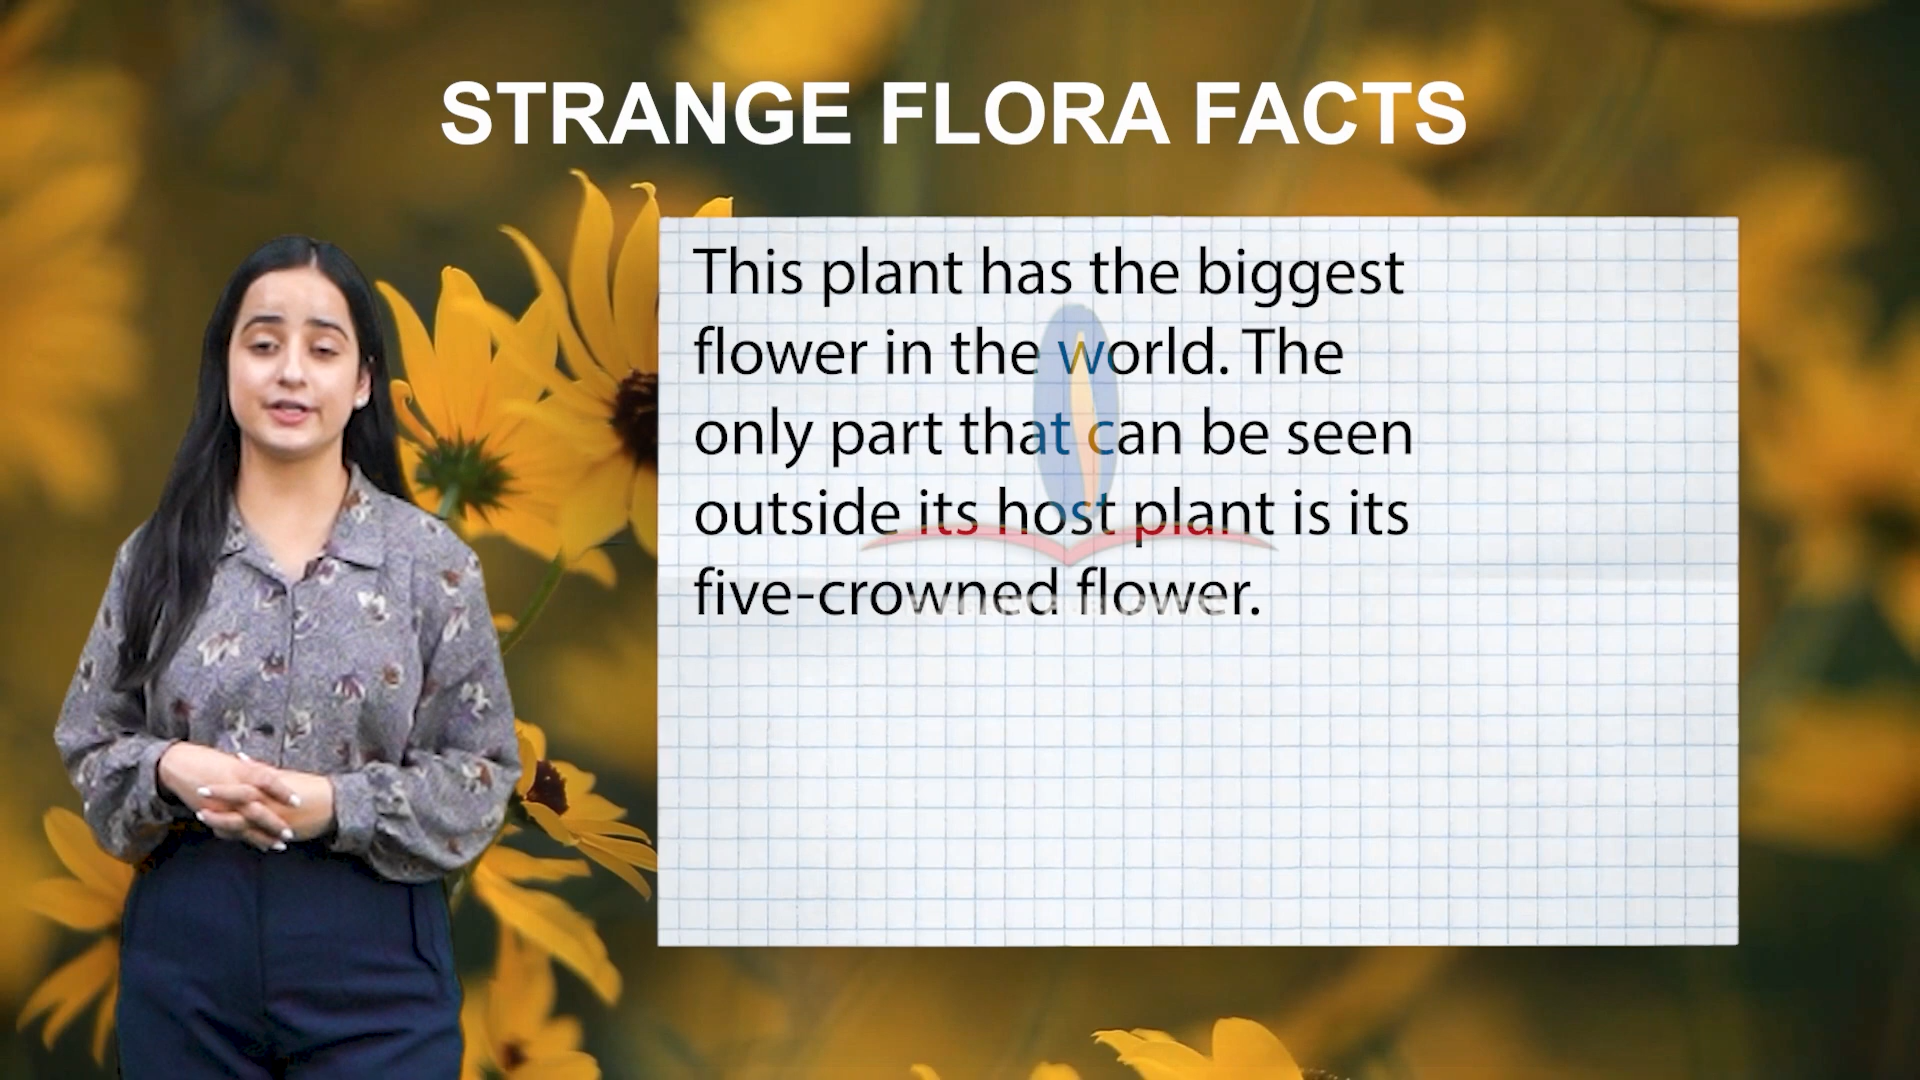 STRANGE FLORA FACTS
This plant has the biggest
flower in the world. The
only part that can be seen
outside its host plant is its
five-crowned flower.